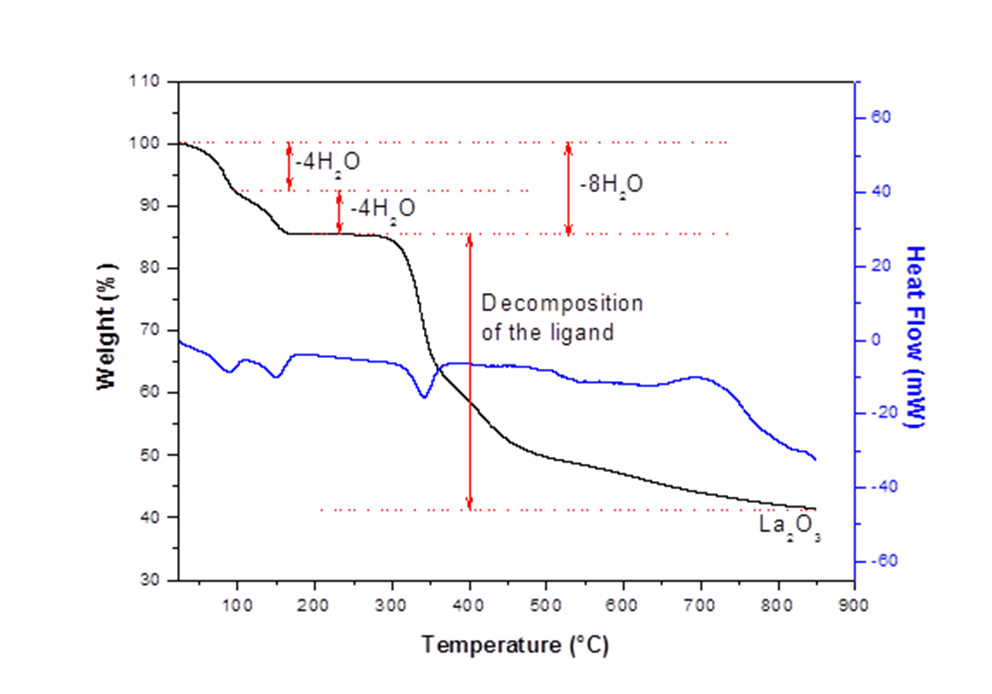 110
100
90
80
70
60
50
40
30
Weight (%)
-4H₂O
-4H₂O
-8H₂O
Decomposition
of the ligand
La₂O₃
60
40
20
0
-20
-40
-60
Heat Flow (mW)
100 200 300 400 500 600 700 800 900
Temperature (°C)